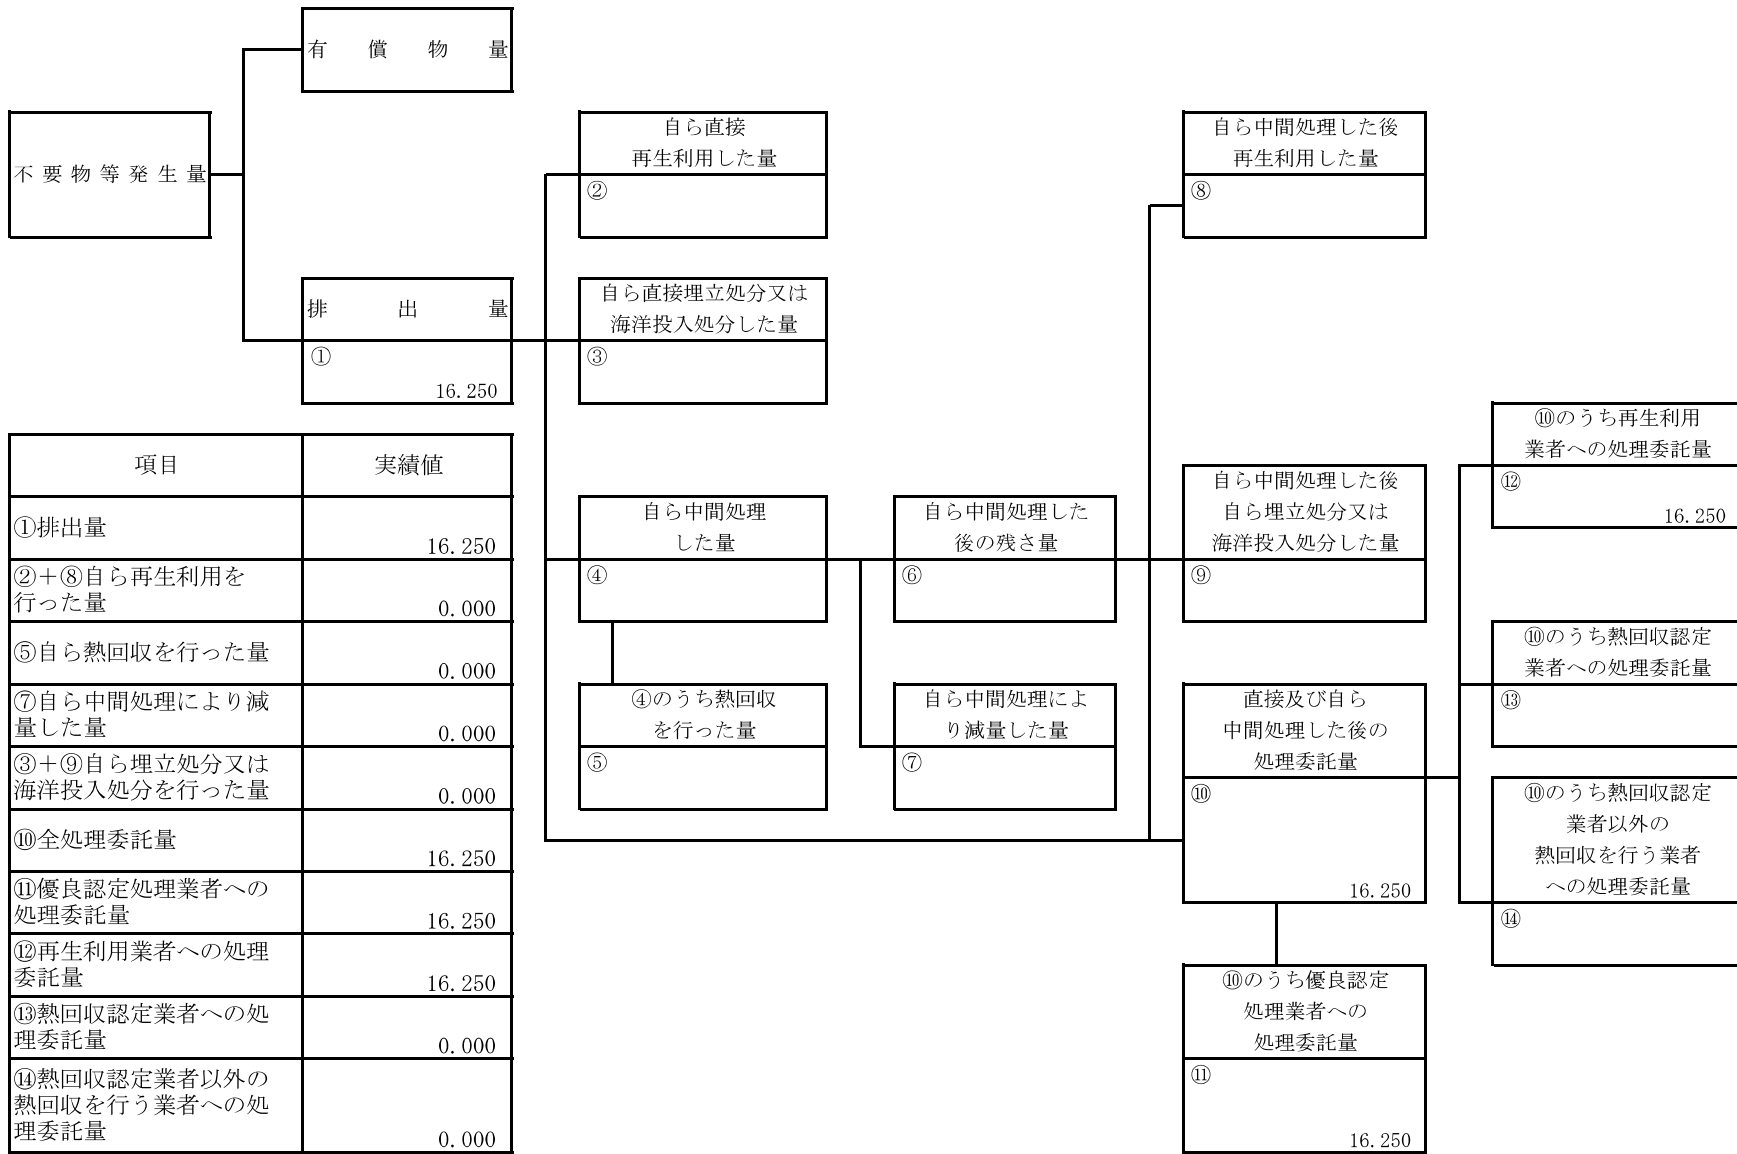 有償物量
不要物等発生量
排出量
①
16.250
自ら直接
再生利用した量
②
自ら直接埋立処分又は
海洋投入処分した量
③
自ら中間処理
した量
④
④のうち熱回収
を行った量
⑤
自ら中間処理した
後の残さ量
⑥
自ら中間処理によ
り減量した量
⑦
自ら中間処理した後
再生利用した量
⑧
自ら中間処理した後
自ら埋立処分又は
海洋投入処分した量
⑨
直接及び自ら
中間処理した後の
処理委託量
⑩
16.250
⑩のうち優良認定
処理業者への
処理委託量
⑪
16.250
⑩のうち再生利用
業者への処理委託量
⑫
16.250
⑩のうち熱回収認定
業者への処理委託量
⑬
⑩のうち熱回収認定
業者以外の
熱回収を行う業者
への処理委託量
⑭
項目 実績値
①排出量
16.250
②＋⑧自ら再生利用を
行った量
0.000
⑤自ら熱回収を行った量
0.000
⑦自ら中間処理により減
量した量
0.000
③＋⑨自ら埋立処分又は
海洋投入処分を行った量
0.000
⑩全処理委託量
16.250
⑪優良認定処理業者への
処理委託量
16.250
⑫再生利用業者への処理
委託量
16.250
⑬熱回収認定業者への処
理委託量
0.000
⑭熱回収認定業者以外の
熱回収を行う業者への処
理委託量
0.000